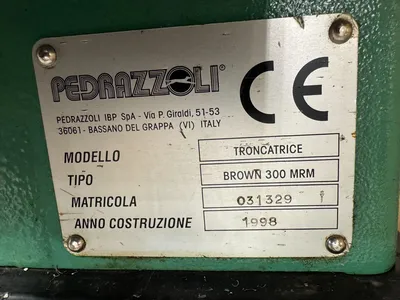 PEDRAZZOLI®
CE
PEDRAZZOLI IBP SpA - Via P. Giraldi, 51-53
36061 - BASSANO DEL GRAPPA (VI) ITALY
MODELLO TRONCATRICE
TIPO BROWN 300 MRM
MATRICOLA 031329
ANNO COSTRUZIONE 1998